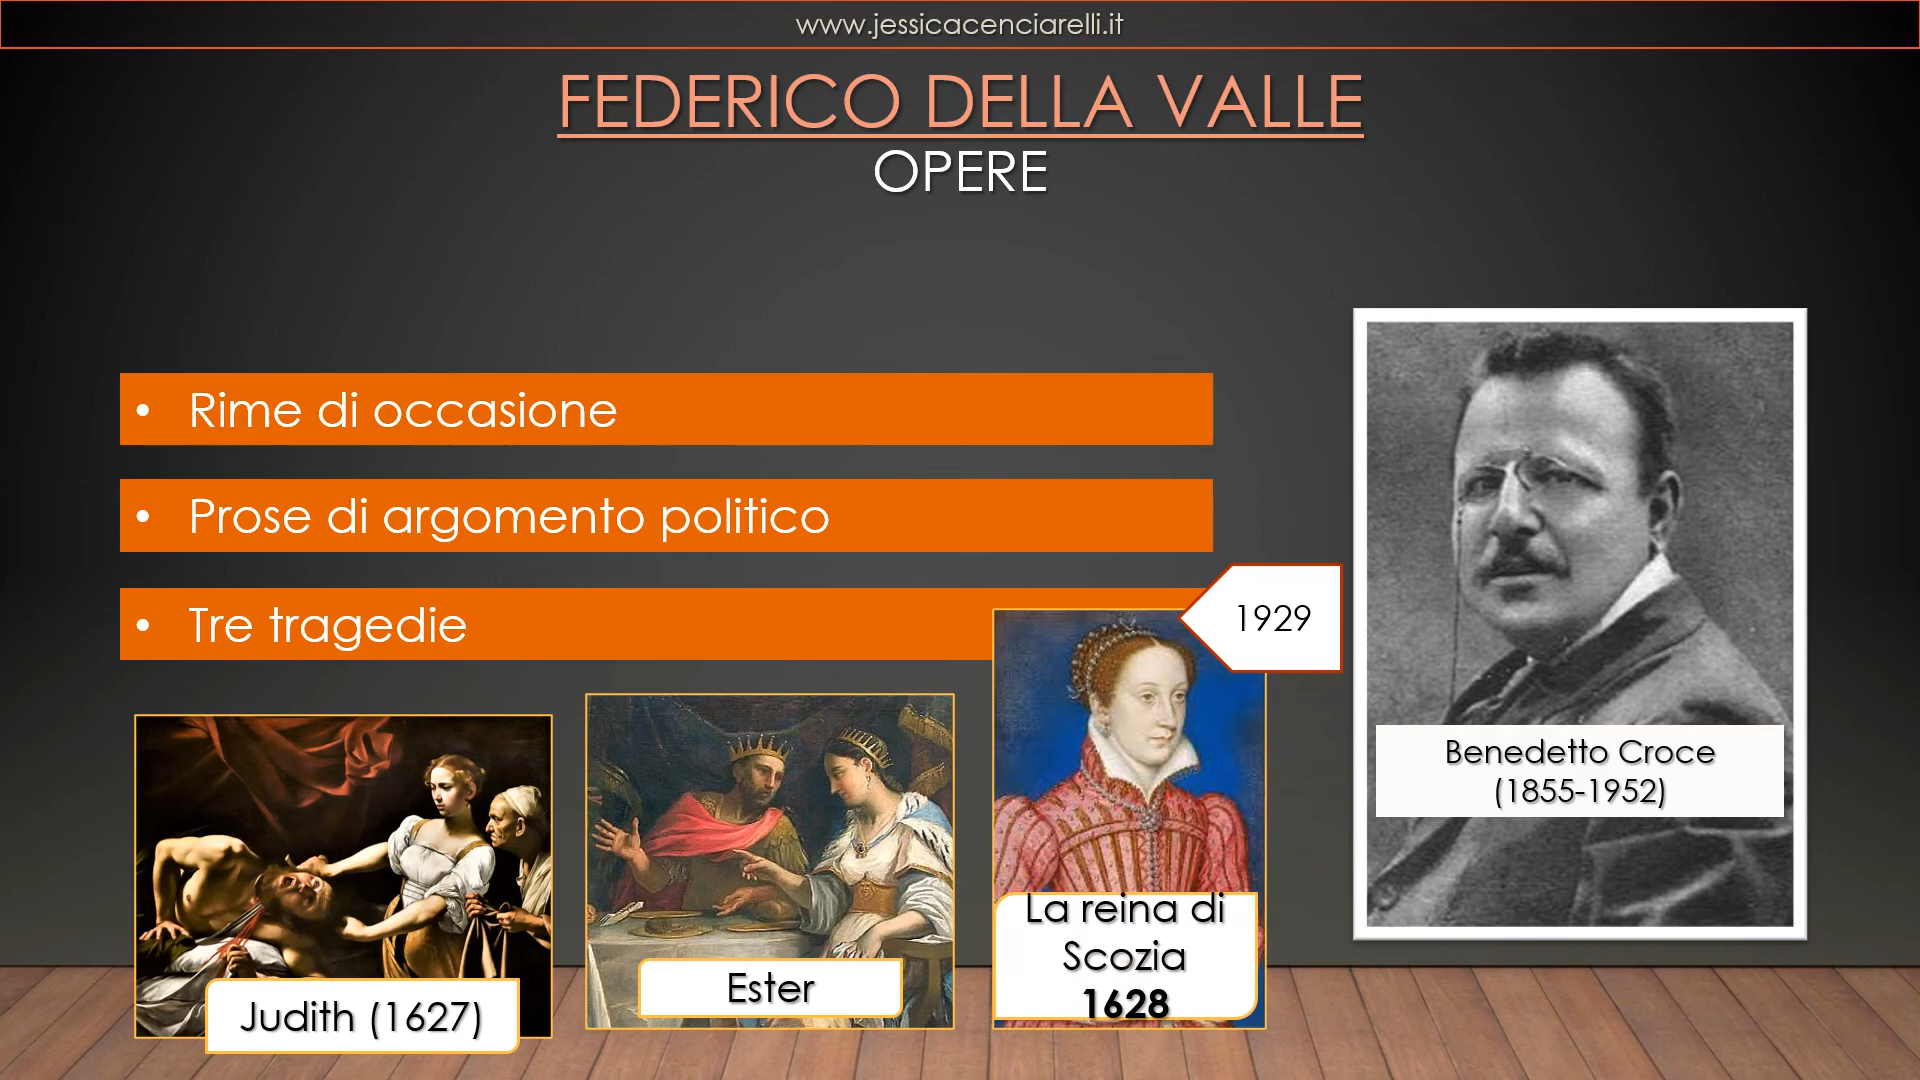 www.jessicacenciarelli.it
FEDERICO DELLA VALLE
OPERE
• Rime di occasione
• Prose di argomento politico
• Tre tragedie
1929
Benedetto Croce
(1855-1952)
Judith (1627)
Ester
La reina di
Scozia
1628